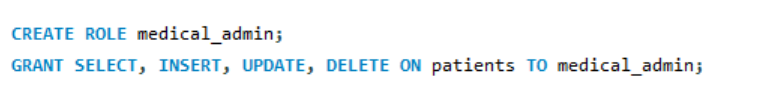 CREATE ROLE medical_admin;
GRANT SELECT, INSERT, UPDATE, DELETE ON patients TO medical_admin;